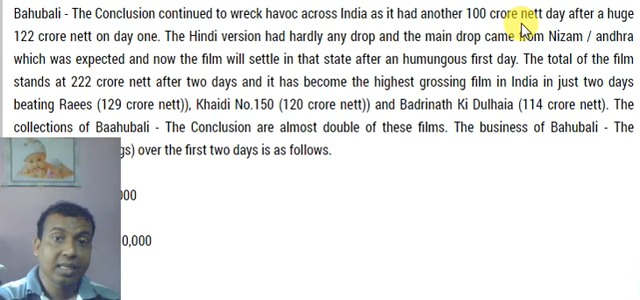 Bahubali - The Conclusion continued to wreck havoc across India as it had another 100 crore nett day after a huge
122 crore nett on day one. The Hindi version had hardly any drop and the main drop came from Nizam / andhra
which was expected and now the film will settle in that state after an humungous first day. The total of the film
stands at 222 crore nett after two days and it has become the highest grossing film in India in just two days
beating Raees (129 crore nett)), Khaidi No.150 (120 crore nett)) and Badrinath Ki Dulhaia (114 crore nett). The
collections of Baahubali - The Conclusion are almost double of these films. The business of Bahubali - The
gs) over the first two days is as follows.
000
0,000